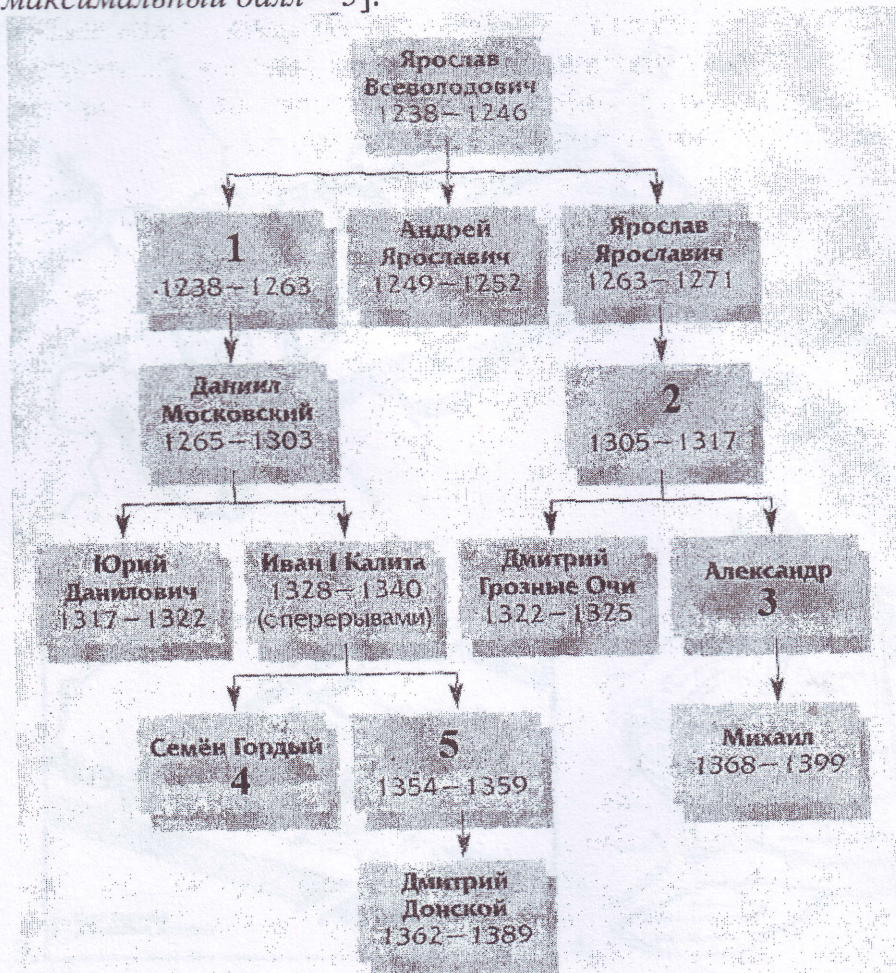 максимальный балл – 5].
Ярослав
Всеволодович
1238–1246
1
1238–1263
Андрей
Ярославич
1249–1252
Ярослав
Ярославич
1263–1271
Даниил
Московский
1265–1303
2
1305–1317
Юрий
Данилович
1317–1322
Иван I Калита
1328–1340
(с перерывами)
Дмитрий
Грозные Очи
1322–1325
Александр
3
Семён Гордый
4
5
1354–1359
Михаил
1368–1399
Дмитрий
Донской
1362–1389